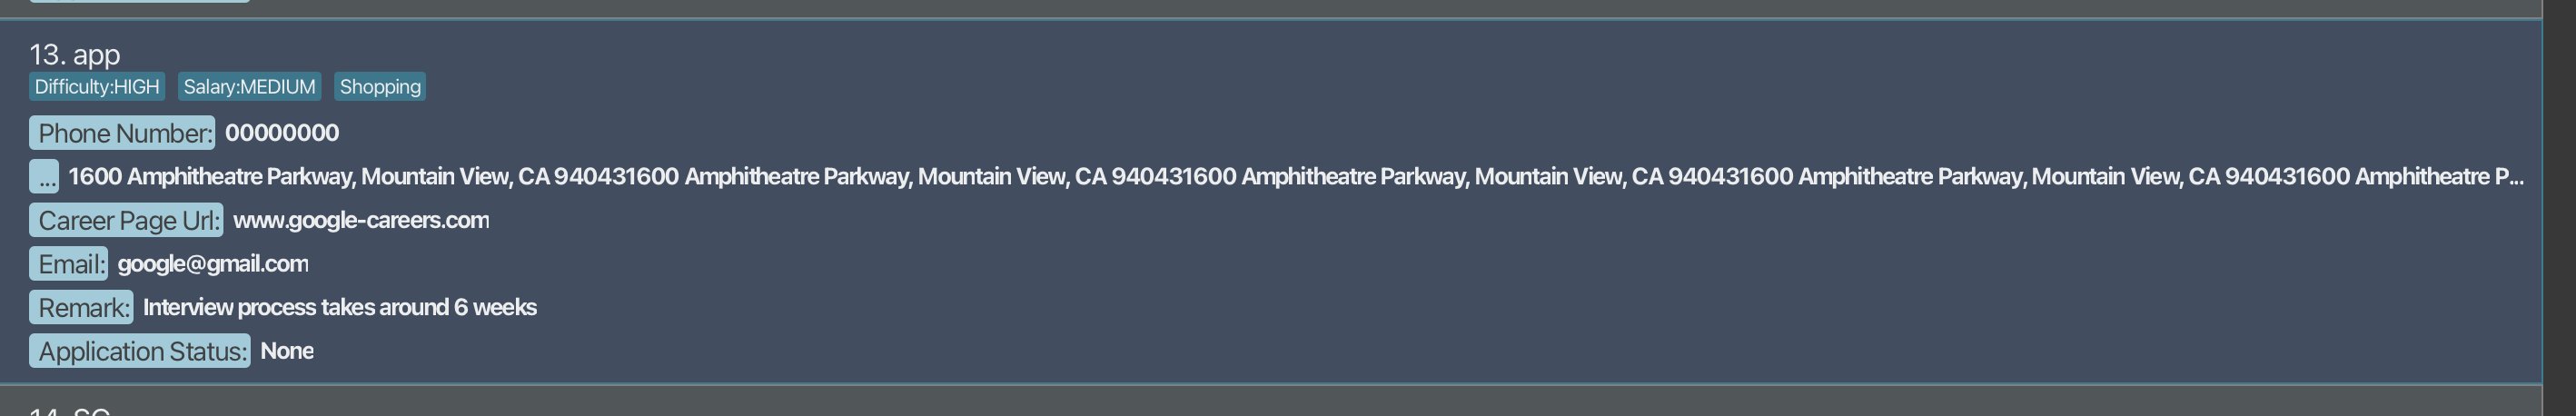 13. app
Difficulty:HIGH Salary:MEDIUM Shopping
Phone Number: 00000000
... 1600 Amphitheatre Parkway, Mountain View, CA 940431600 Amphitheatre Parkway, Mountain View, CA 940431600 Amphitheatre Parkway, Mountain View, CA 940431600 Amphitheatre Parkway, Mountain View, CA 940431600 Amphitheatre P...
Career Page Url: www.google-careers.com
Email: google@gmail.com
Remark: Interview process takes around 6 weeks
Application Status: None